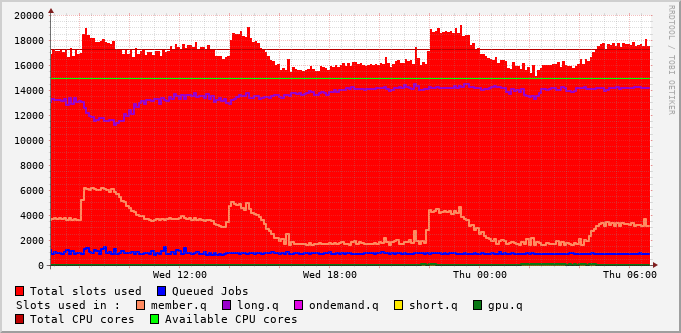 20000
18000
16000
14000
12000
10000
8000
6000
4000
2000
0
Wed 12:00 Wed 18:00 Thu 00:00 Thu 06:00
RRDTOOL / TOBI OETIKER
Total slots used Queued Jobs
Slots used in : member.q long.q ondemand.q short.q gpu.q
Total CPU cores Available CPU cores